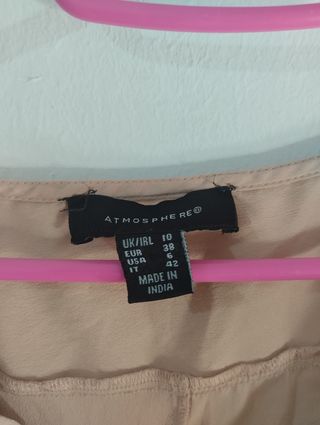 ATMOSPHERE®
UK/IRL 10
EUR 38
USA 6
IT 42
MADE IN
INDIA